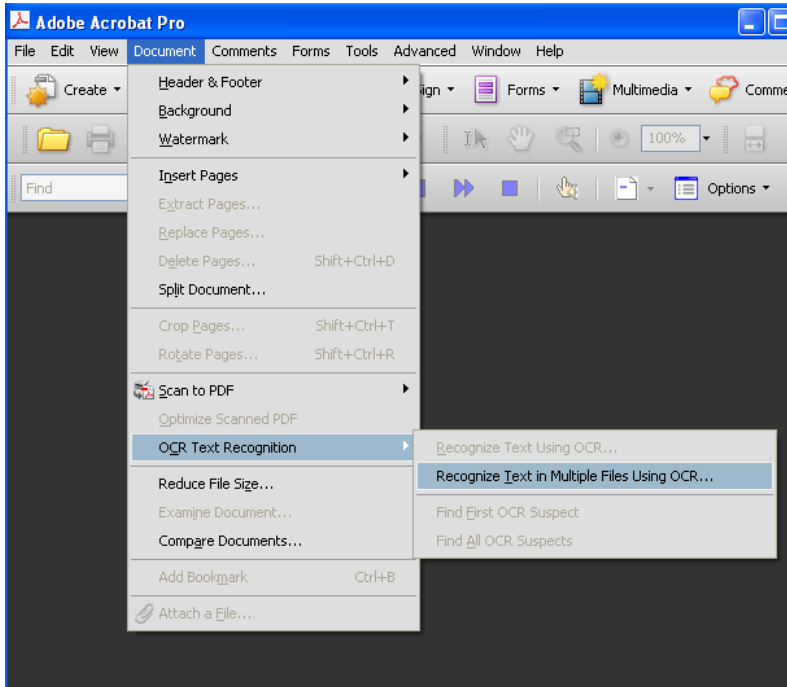 Adobe Acrobat Pro
File Edit View Document Comments Forms Tools Advanced Window Help
Create Forms Multimedia
100%
Find Options
Header & Footer
Background
Watermark
Insert Pages
Extract Pages...
Replace Pages...
Delete Pages... Shift+Ctrl+D
Split Document...
Crop Pages... Shift+Ctrl+T
Rotate Pages... Shift+Ctrl+R
Scan to PDF
Optimize Scanned PDF
OCR Text Recognition
Recognize Text Using OCR...
Recognize Text in Multiple Files Using OCR...
Find First OCR Suspect
Find All OCR Suspects
Reduce File Size...
Examine Document...
Compare Documents...
Add Bookmark Ctrl+B
Attach a File...